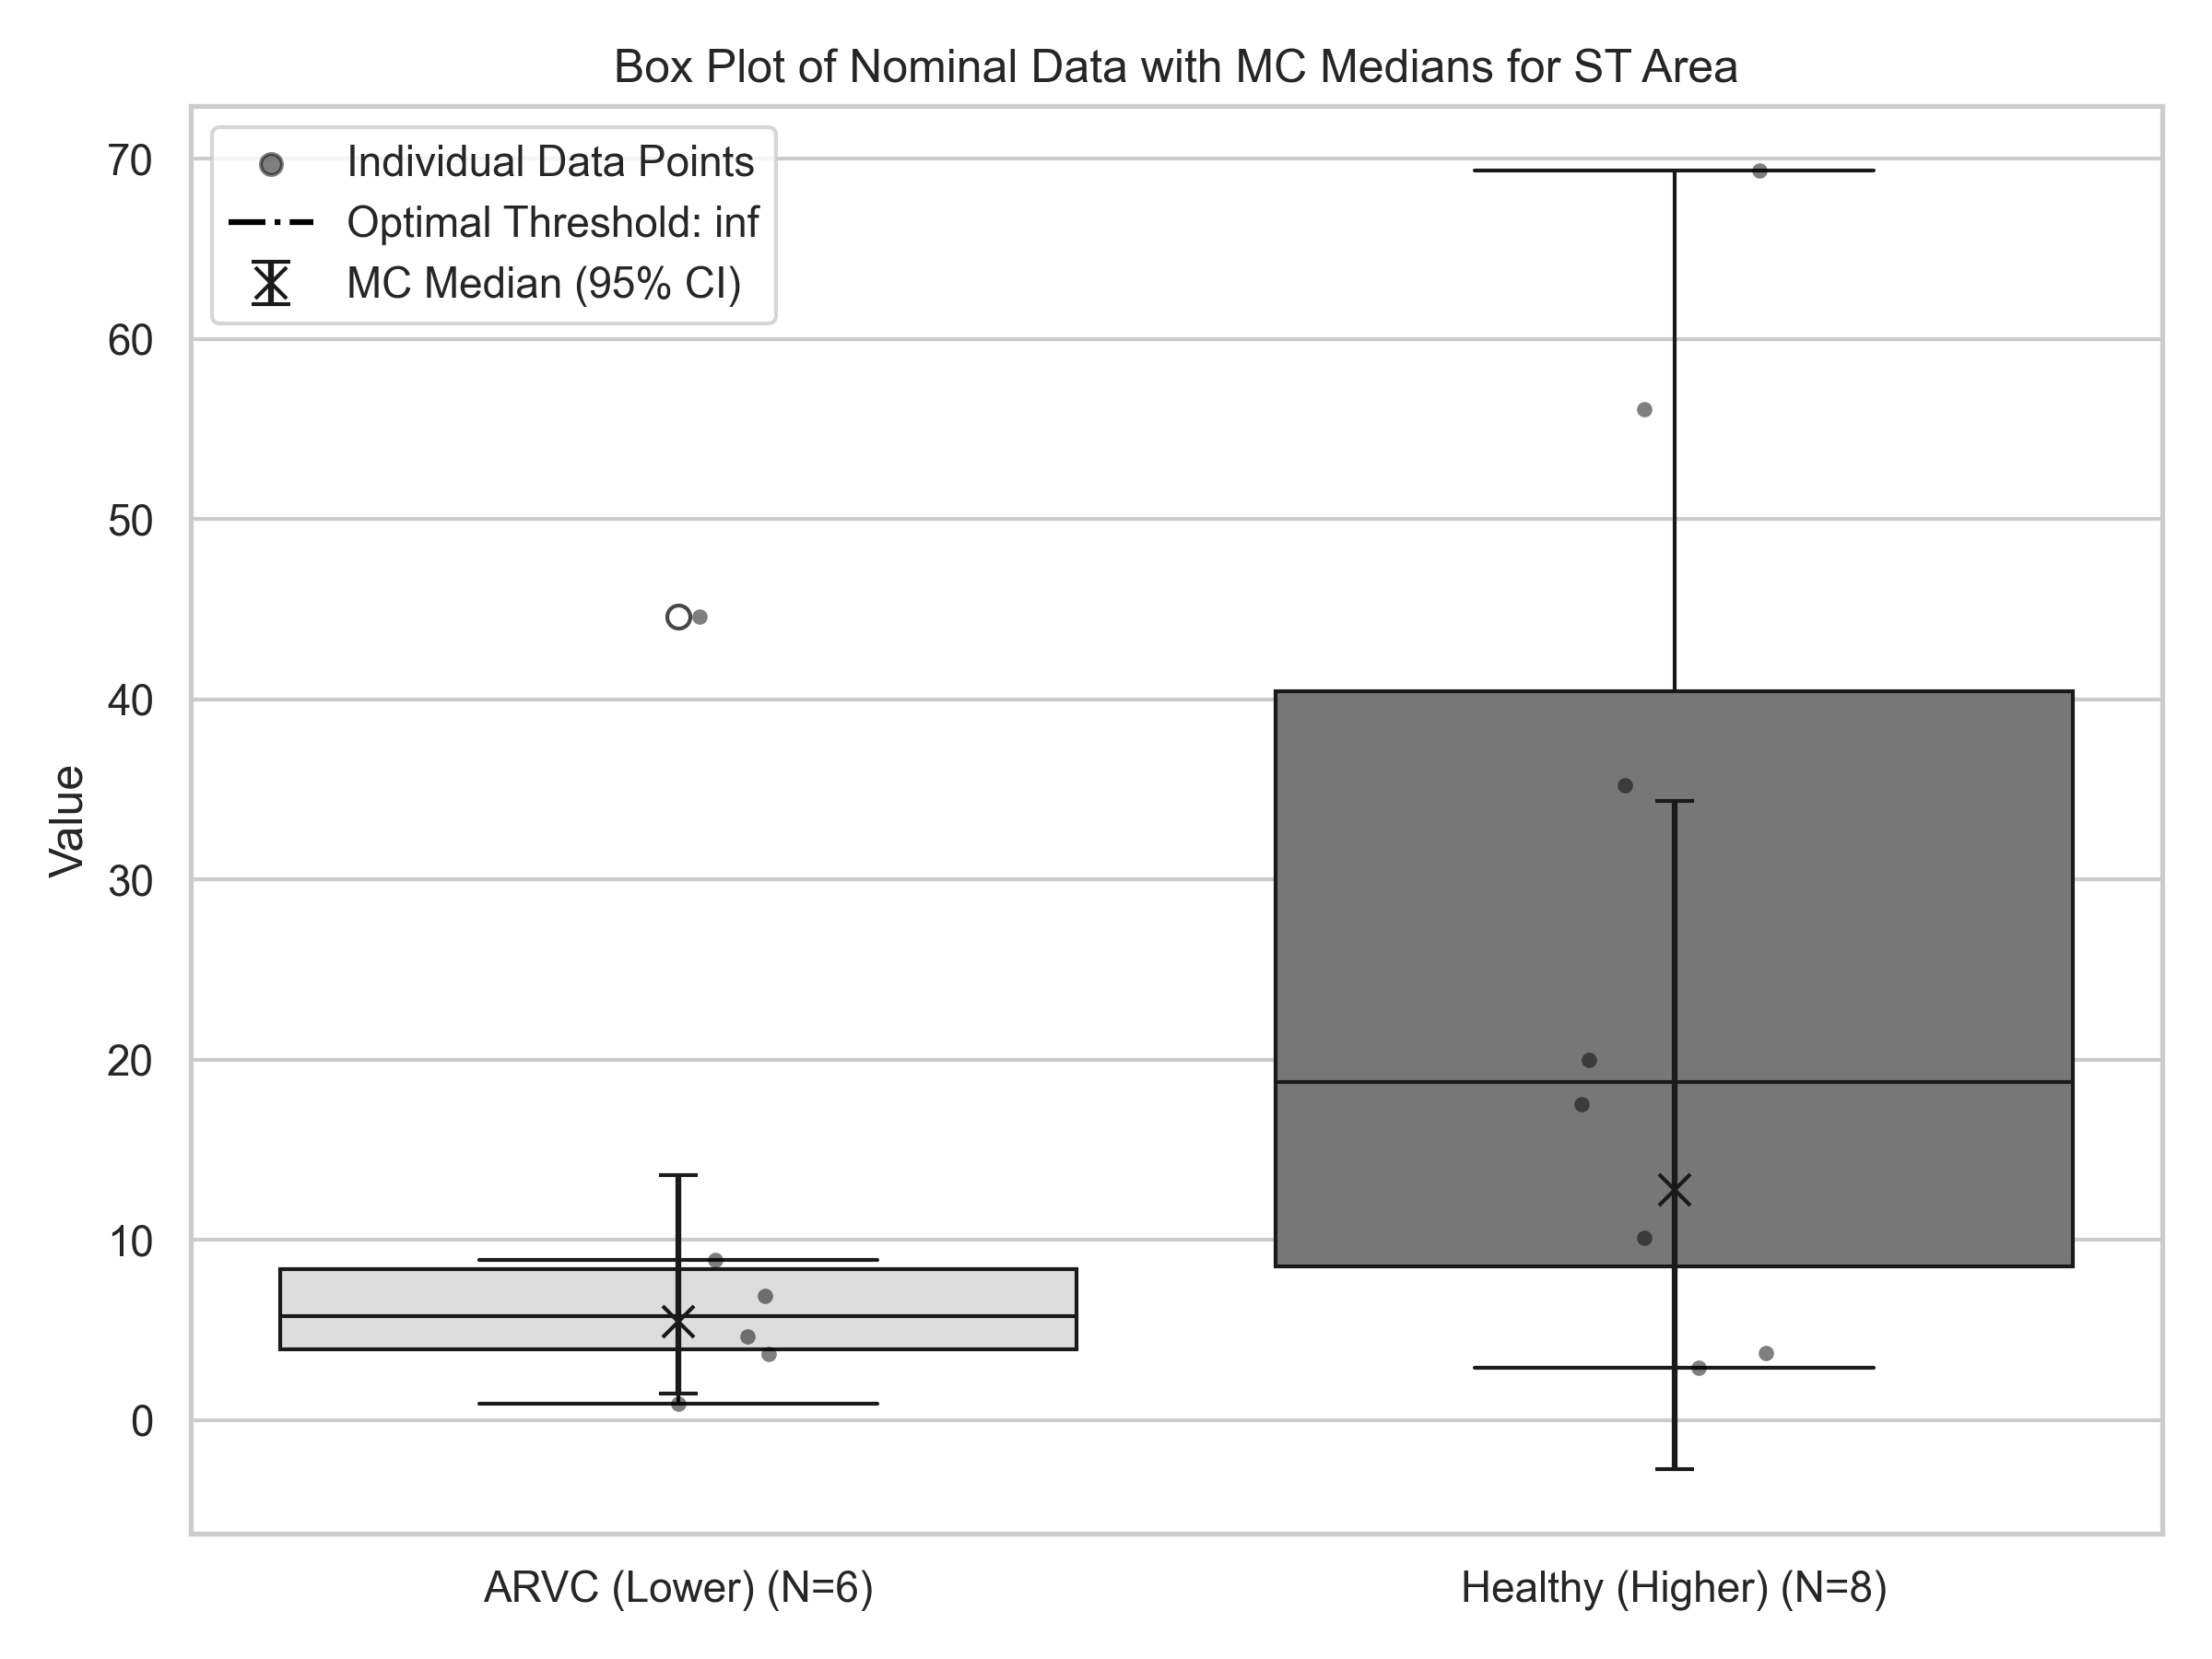 Box Plot of Nominal Data with MC Medians for ST Area
Individual Data Points
Optimal Threshold: inf
MC Median (95% CI)
70
60
50
40
30
20
10
0
Value
ARVC (Lower) (N=6)
Healthy (Higher) (N=8)